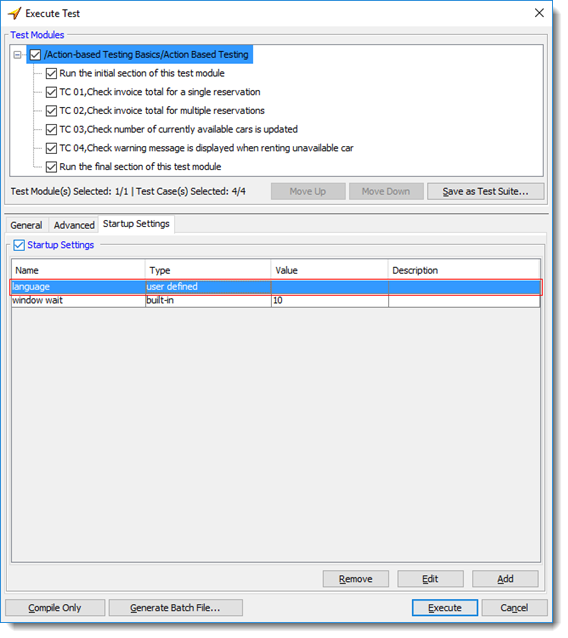 Execute Test
Test Modules
/Action-based Testing Basics/Action Based Testing
Run the initial section of this test module
TC 01,Check invoice total for a single reservation
TC 02,Check invoice total for multiple reservations
TC 03,Check number of currently available cars is updated
TC 04,Check warning message is displayed when renting unavailable car
Run the final section of this test module
Test Module(s) Selected: 1/1 | Test Case(s) Selected: 4/4 Move Up Move Down Save as Test Suite...
General Advanced Startup Settings
Startup Settings
Name Type Value Description
language user defined
window wait built-in 10
Remove Edit Add
Compile Only Generate Batch File... Execute Cancel